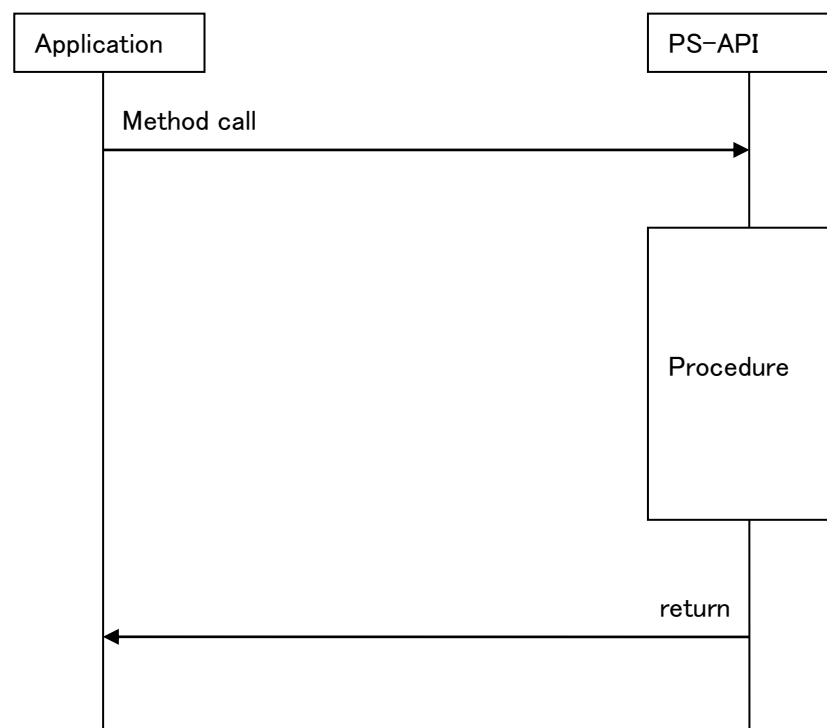 Application
PS-API
Method call
Procedure
return